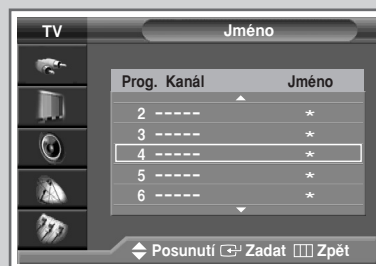 TV Jméno
Prog. Kanál Jméno
2 ----- *
3 ----- *
4 ----- *
5 ----- *
6 ----- *
Posunutí Zadat Zpět